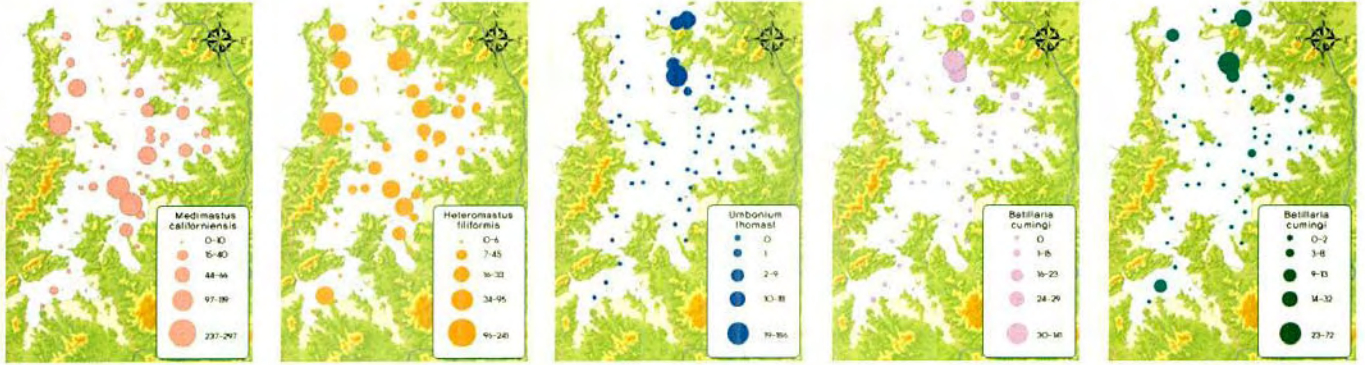 Medimastus
californiensis
0-10
15-40
44-66
97-189
237-297
Heteromastus
filiformis
0-6
7-45
16-33
34-95
96-241
Umbonium
thomasi
0
1
2-9
10-18
19-186
Batillaria
cumingi
0
1-15
16-23
24-29
30-141
Batillaria
cumingi
0-2
3-8
9-13
14-32
23-72